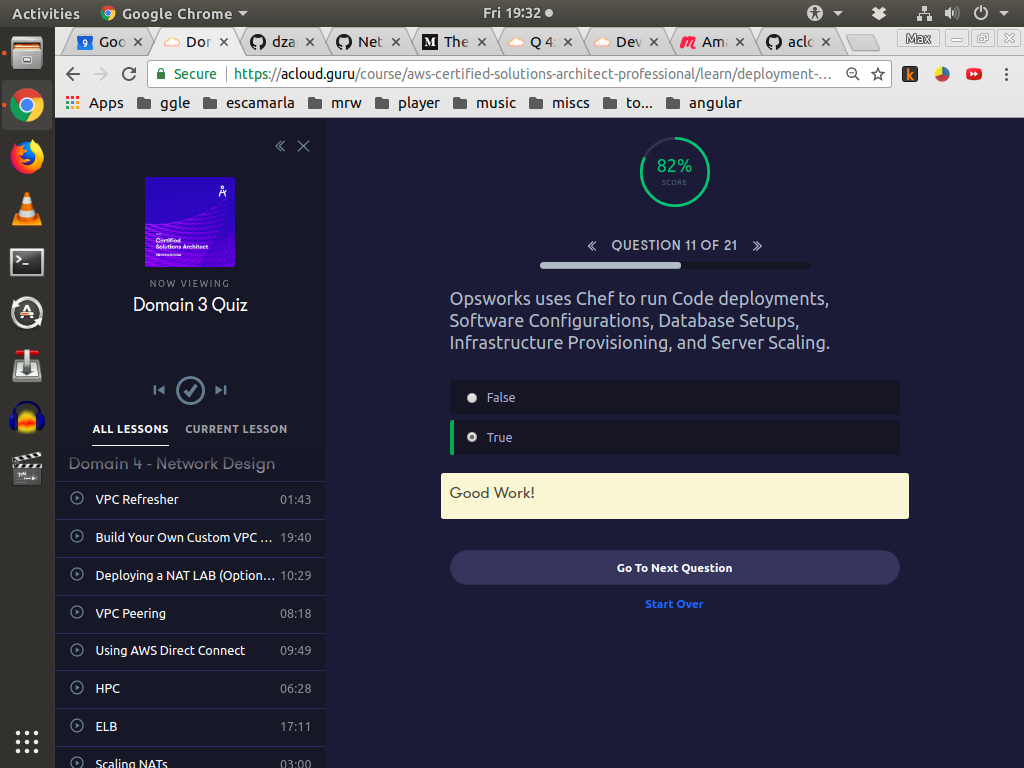 Activities
Google Chrome
Fri 19:32
Goo
Dom
dza
Net
The
Q 4:
Dev
Ama
aclo
Max
Secure
https://acloud.guru/course/aws-certified-solutions-architect-professional/learn/deployment-...
Apps
ggle
escamarla
mrw
player
music
miscs
to...
angular
Certified
Solutions Architect
NOW VIEWING
Domain 3 Quiz
ALL LESSONS
CURRENT LESSON
Domain 4 - Network Design
VPC Refresher 01:43
Build Your Own Custom VPC ... 19:40
Deploying a NAT LAB (Option... 10:29
VPC Peering 08:18
Using AWS Direct Connect 09:49
HPC 06:28
ELB 17:11
Scaling NATs 03:00
82%
SCORE
« QUESTION 11 OF 21 »
Opsworks uses Chef to run Code deployments,
Software Configurations, Database Setups,
Infrastructure Provisioning, and Server Scaling.
False
True
Good Work!
Go To Next Question
Start Over